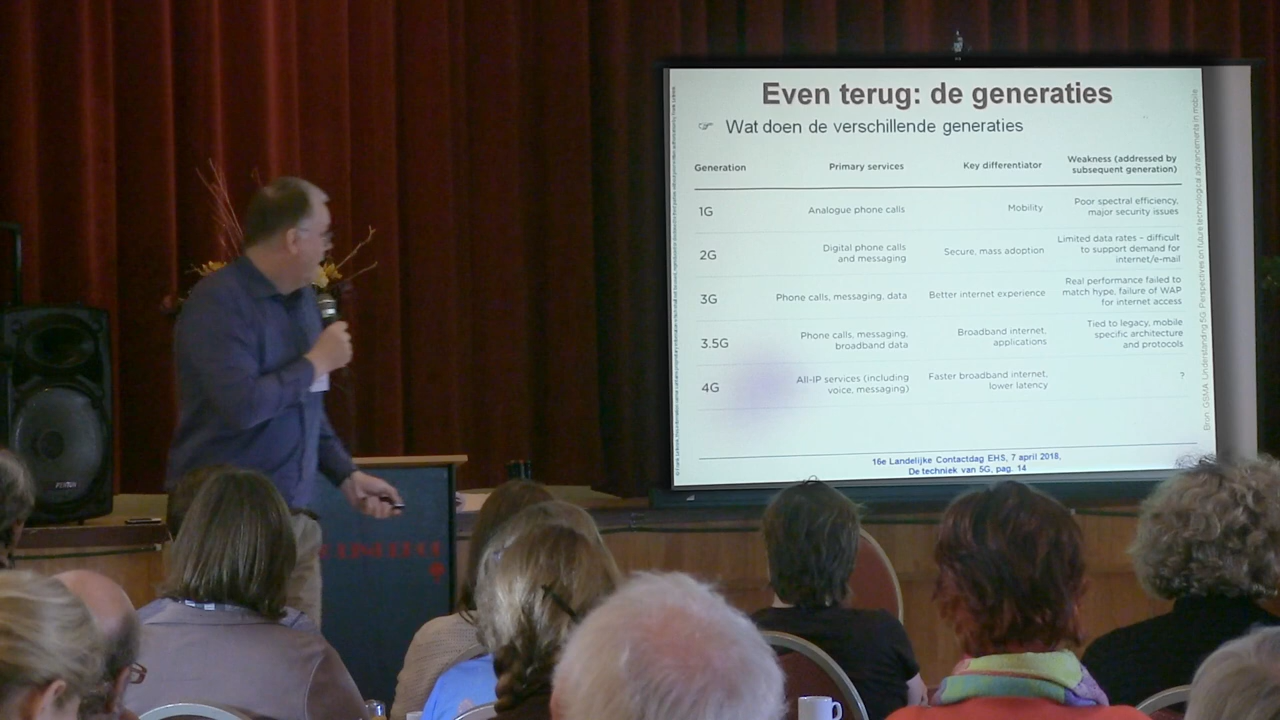 Even terug: de generaties
☞ Wat doen de verschillende generaties
Generation Primary services Key differentiator Weakness (addressed by
subsequent generation)
1G Analogue phone calls Mobility Poor spectral efficiency,
major security issues
2G Digital phone calls
and messaging Secure, mass adoption Limited data rates – difficult
to support demand for
internet/e-mail
3G Phone calls, messaging, data Better internet experience Real performance failed to
match hype, failure of WAP
for internet access
3.5G Phone calls, messaging,
broadband data Broadband internet,
applications Tied to legacy, mobile
specific architecture
and protocols
4G All-IP services (including
voice, messaging) Faster broadband internet,
lower latency ?
16e Landelijke Contactdag EHS, 7 april 2018,
De techniek van 5G, pag. 14
Bron: GSMA, Understanding 5G: Perspectives on future technological advancements in mobile